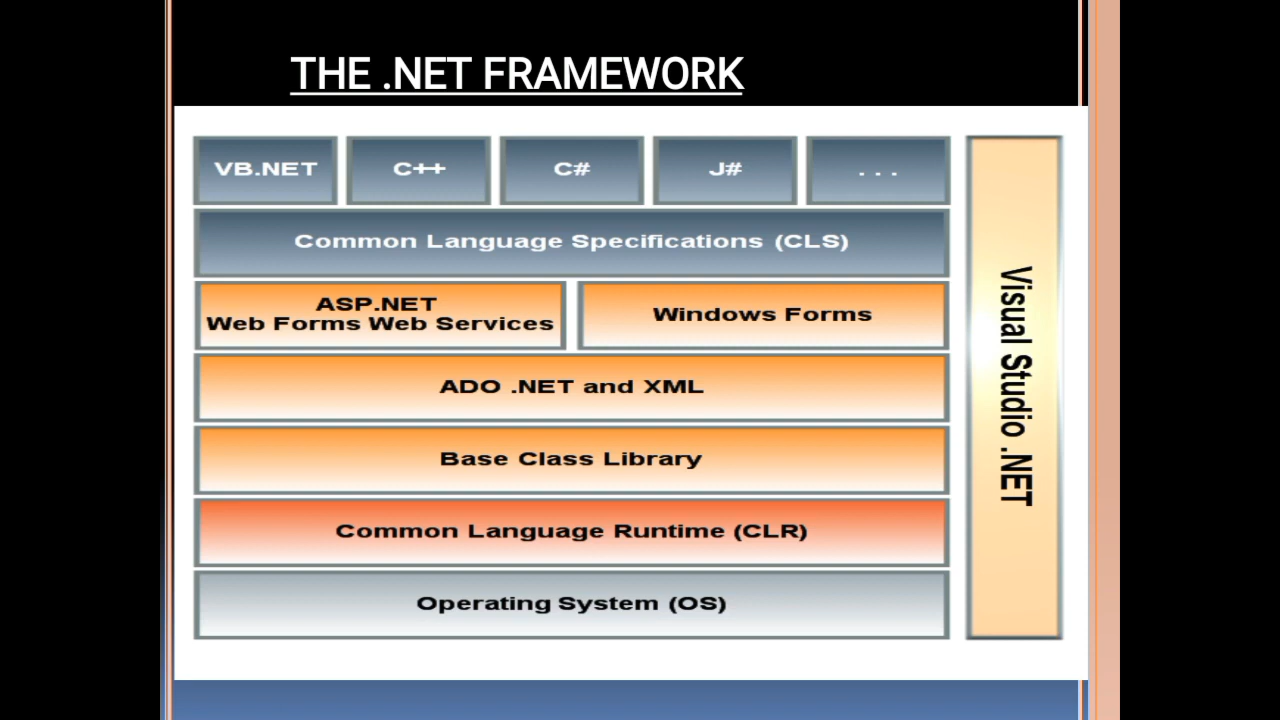 THE .NET FRAMEWORK
VB.NET
C++
C#
J#
. . .
Common Language Specifications (CLS)
ASP.NET
Web Forms Web Services
Windows Forms
ADO .NET and XML
Base Class Library
Common Language Runtime (CLR)
Operating System (OS)
Visual Studio .NET